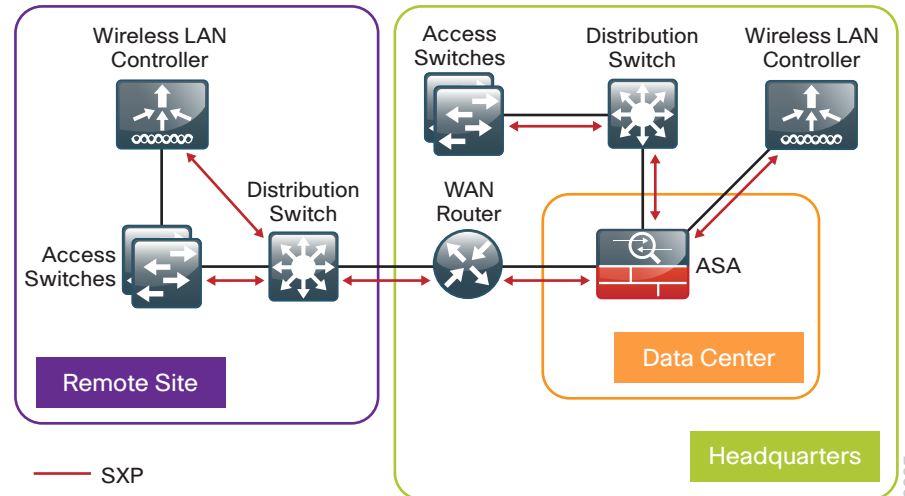 Wireless LAN
Controller
Access
Switches
Distribution
Switch
Wireless LAN
Controller
Distribution
Switch
WAN
Router
Access
Switches
ASA
Remote Site
Data Center
Headquarters
SXP